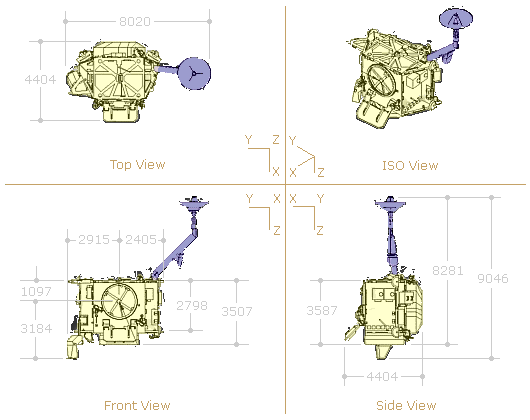 8020
4404
Top View
ISO View
Y Z
X
Y
X Z
Y
Z
X Y
Z
2915 2405
1097
3184
2798
3507
Front View
8281
9046
3587
4404
Side View